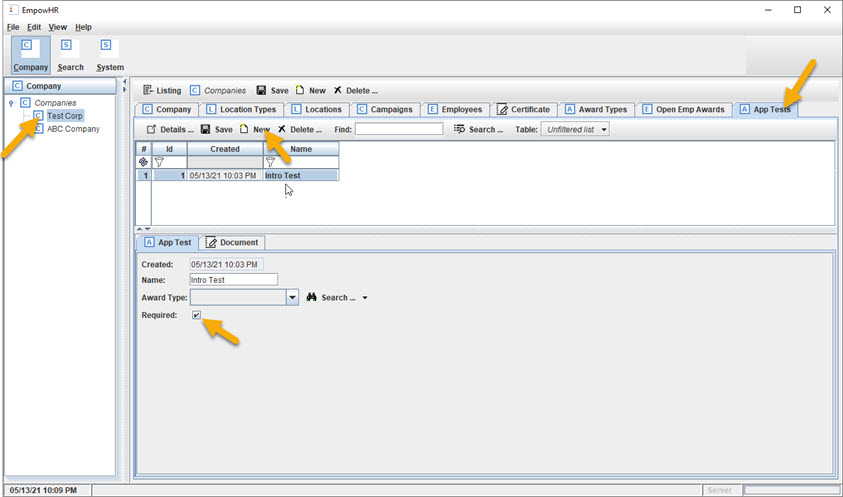 EmpowHR
File Edit View Help
Company Search System
Company
Companies
Test Corp
ABC Company
Listing Companies Save New Delete ...
Company Location Types Locations Campaigns Employees Certificate Award Types Open Emp Awards App Tests
Details ... Save New Delete ... Find: Search ... Table: Unfiltered list
# Id Created Name
1 1 05/13/21 10:03 PM Intro Test
App Test Document
Created: 05/13/21 10:03 PM
Name: Intro Test
Award Type: Search ...
Required:
05/13/21 10:09 PM Server